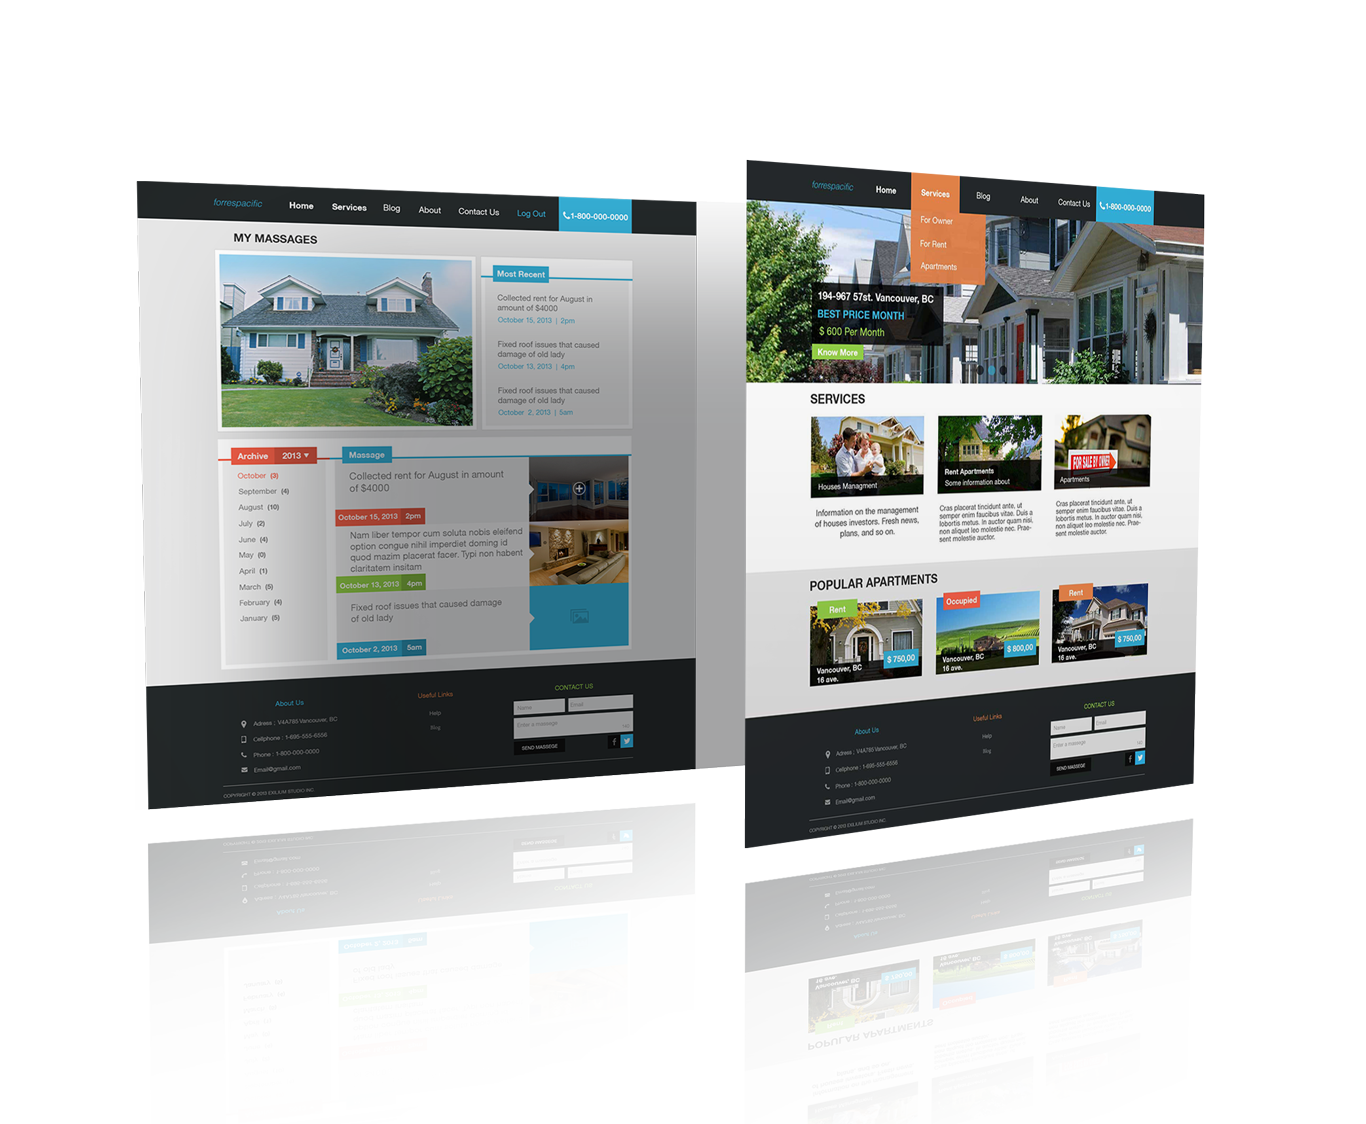 forrespacific
Home
Services
Blog
About
Contact Us
Log Out
1-800-000-0000
MY MASSAGES
Most Recent
Collected rent for August in
amount of $4000
October 15, 2013 | 2pm
Fixed roof issues that caused
damage of old lady
October 13, 2013 | 4pm
Fixed roof issues that caused
damage of old lady
October 2, 2013 | 5am
Archive 2013
October (3)
September (4)
August (10)
July (2)
June (4)
May (0)
April (1)
March (5)
February (4)
January (5)
Massage
Collected rent for August in amount
of $4000
October 15, 2013 2pm
Nam liber tempor cum soluta nobis eleifend
option congue nihil imperdiet doming id
quod mazim placerat facer. Typi non habent
claritatem insitam
October 13, 2013 4pm
Fixed roof issues that caused damage
of old lady
October 2, 2013 5am
About Us
Adress : V4A785 Vancouver, BC
Cellphone : 1-695-555-6556
Phone : 1-800-000-0000
Email@gmail.com
Useful Links
Help
Blog
CONTACT US
Name
Email
Enter a massage
SEND MASSEGE
COPYRIGHT © 2013 EXILIUM STUDIO INC.
forrespacific
Home
Services
Blog
About
Contact Us
1-800-000-0000
For Owner
For Rent
Apartments
194-967 57st. Vancouver, BC
BEST PRICE MONTH
$ 600 Per Month
Know More
SERVICES
Houses Managment
Information on the management
of houses investors. Fresh news,
plans, and so on.
Rent Apartments
Some information about
Cras placerat tincidunt ante, ut
semper enim faucibus vitae. Duis a
lobortis metus. In auctor quam nisi,
non aliquet leo molestie nec. Prae-
sent molestie auctor.
FOR SALE BY OWNER
Apartments
Cras placerat tincidunt ante, ut
semper enim faucibus vitae. Duis a
lobortis metus. In auctor quam nisi,
non aliquet leo molestie nec. Prae-
sent molestie auctor.
POPULAR APARTMENTS
Rent
Vancouver, BC
16 ave.
$ 750,00
Occupied
Vancouver, BC
16 ave.
$ 800,00
Rent
Vancouver, BC
16 ave.
$ 750,00
About Us
Adress : V4A785 Vancouver, BC
Cellphone : 1-695-555-6556
Phone : 1-800-000-0000
Email@gmail.com
Useful Links
Help
Blog
CONTACT US
Name
Email
Enter a massage
SEND MASSEGE
COPYRIGHT © 2013 EXILIUM STUDIO INC.